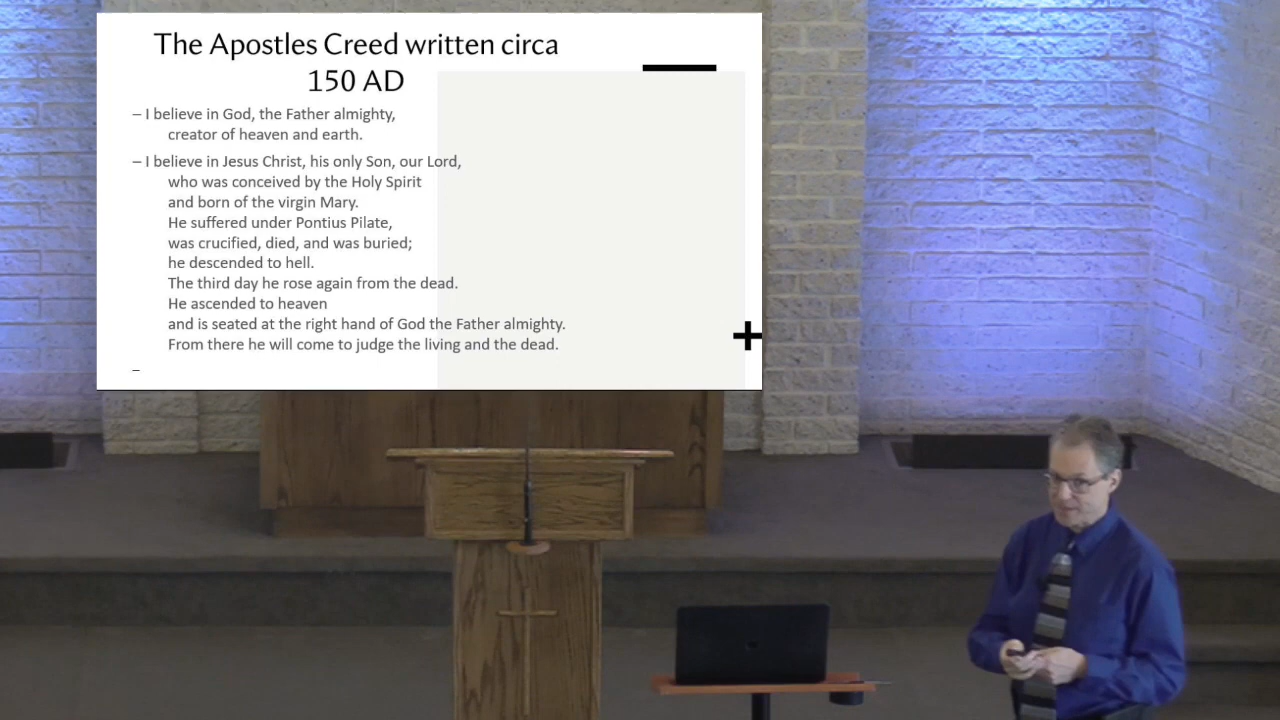 The Apostles Creed written circa
150 AD
– I believe in God, the Father almighty,
creator of heaven and earth.
– I believe in Jesus Christ, his only Son, our Lord,
who was conceived by the Holy Spirit
and born of the virgin Mary.
He suffered under Pontius Pilate,
was crucified, died, and was buried;
he descended to hell.
The third day he rose again from the dead.
He ascended to heaven
and is seated at the right hand of God the Father almighty.
From there he will come to judge the living and the dead.
–